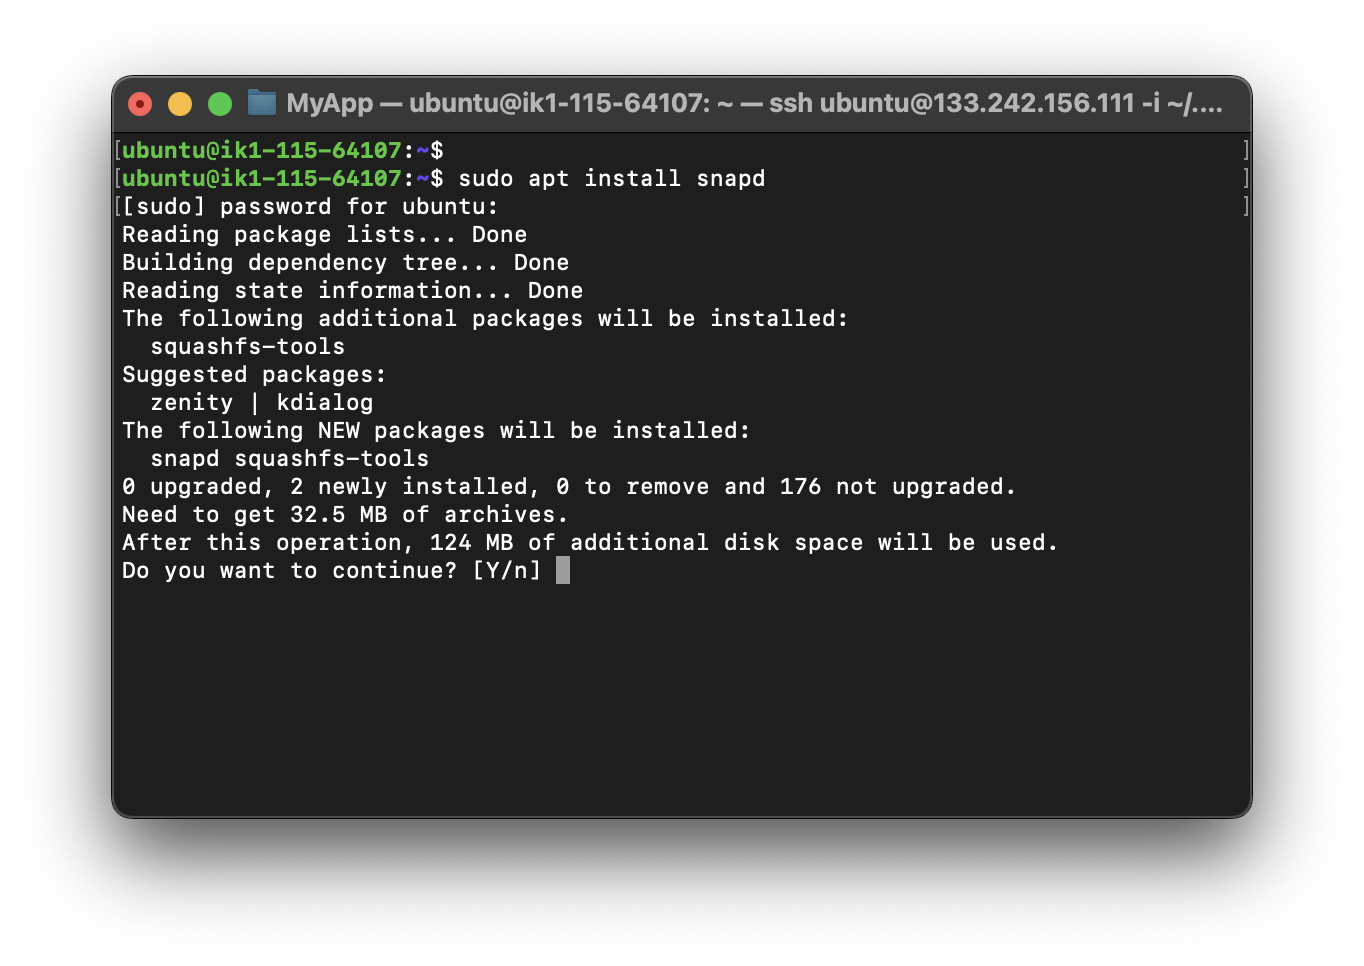 MyApp — ubuntu@ik1-115-64107: ~ — ssh ubuntu@133.242.156.111 -i ~/....
[ubuntu@ik1-115-64107:~$ ]
[ubuntu@ik1-115-64107:~$ sudo apt install snapd ]
[[sudo] password for ubuntu: ]
Reading package lists... Done
Building dependency tree... Done
Reading state information... Done
The following additional packages will be installed:
  squashfs-tools
Suggested packages:
  zenity | kdialog
The following NEW packages will be installed:
  snapd squashfs-tools
0 upgraded, 2 newly installed, 0 to remove and 176 not upgraded.
Need to get 32.5 MB of archives.
After this operation, 124 MB of additional disk space will be used.
Do you want to continue? [Y/n]